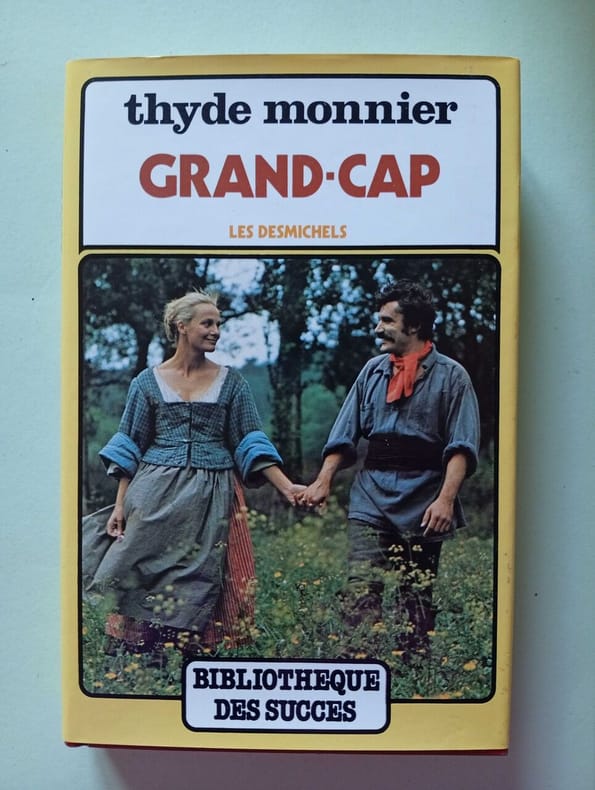 thyde monnier
GRAND-CAP
LES DESMICHELS
BIBLIOTHEQUE
DES SUCCES